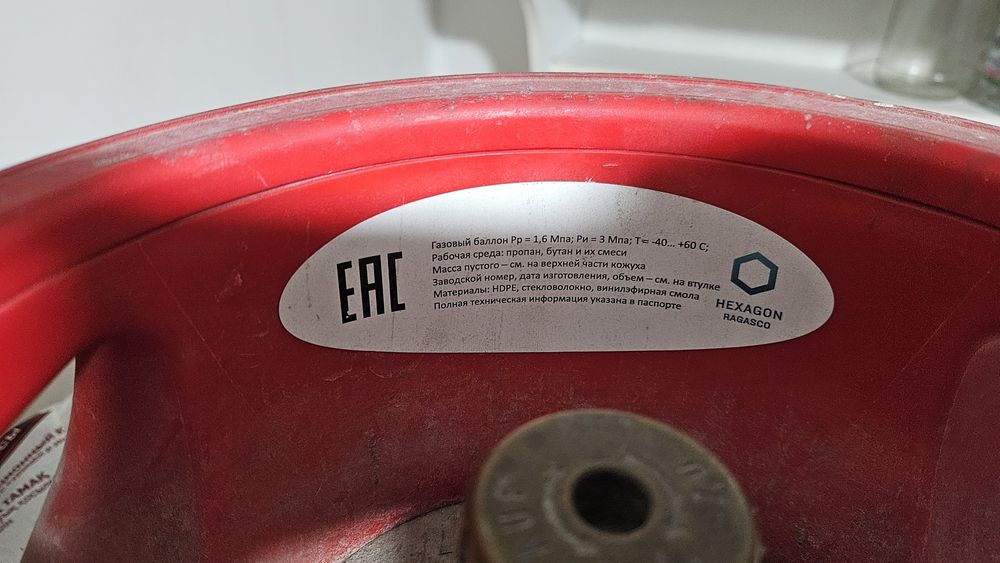 EAC
Газовый баллон Рр = 1,6 Мпа; Ри = 3 Мпа; Т = -40... +60 С;
Рабочая среда: пропан, бутан и их смеси
Масса пустого – см. на верхней части кожуха
Заводской номер, дата изготовления, объем – см. на втулке
Материалы: HDPE, стекловолокно, винилэфирная смола
Полная техническая информация указана в паспорте
HEXAGON
RAGASCO
ТАМАК